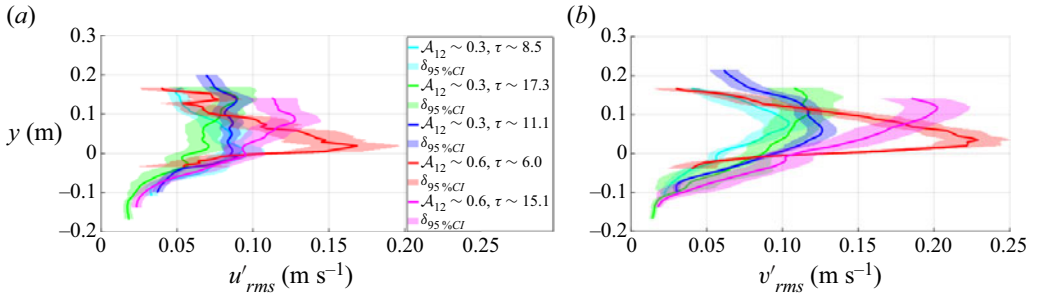 (a)
(b)
0.3
0.2
0.1
0
−0.1
−0.2
y (m)
0 0.05 0.10 0.15 0.20 0.25
u′rms (m s⁻¹)
𝒜12 ∼ 0.3, τ ∼ 8.5
δ95 %CI
𝒜12 ∼ 0.3, τ ∼ 17.3
δ95 %CI
𝒜12 ∼ 0.3, τ ∼ 11.1
δ95 %CI
𝒜12 ∼ 0.6, τ ∼ 6.0
δ95 %CI
𝒜12 ∼ 0.6, τ ∼ 15.1
δ95 %CI
0.3
0.2
0.1
0
−0.1
−0.2
0 0.05 0.10 0.15 0.20 0.25
v′rms (m s⁻¹)